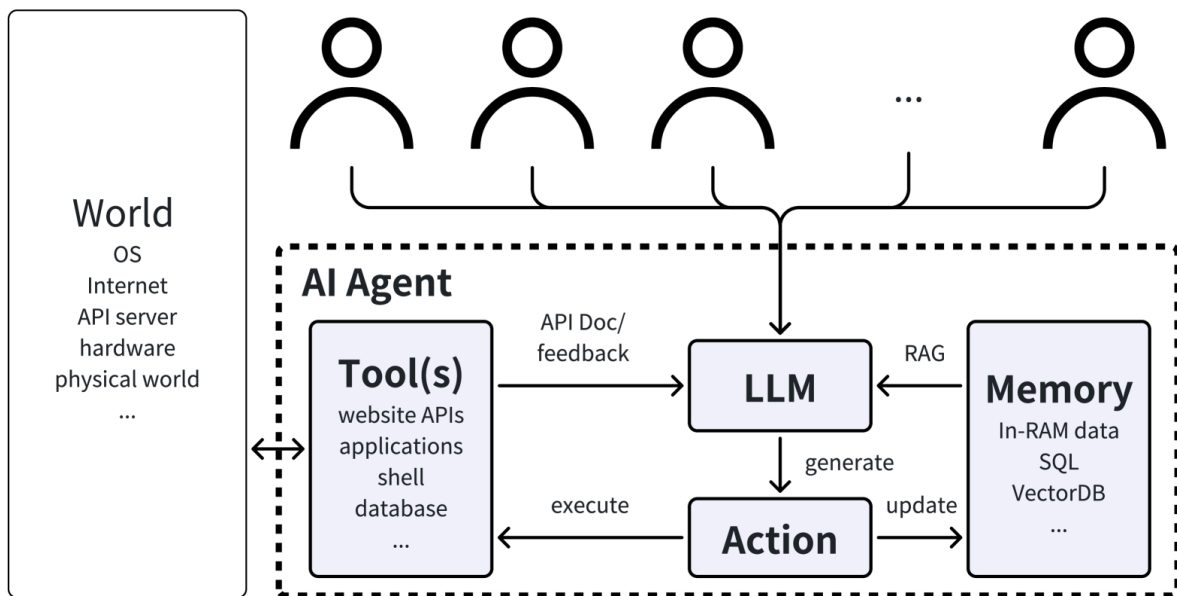 ...
World
OS
Internet
API server
hardware
physical world
...
AI Agent
Tool(s)
website APIs
applications
shell
database
...
API Doc/
feedback
LLM
RAG
Memory
In-RAM data
SQL
VectorDB
...
generate
execute
Action
update